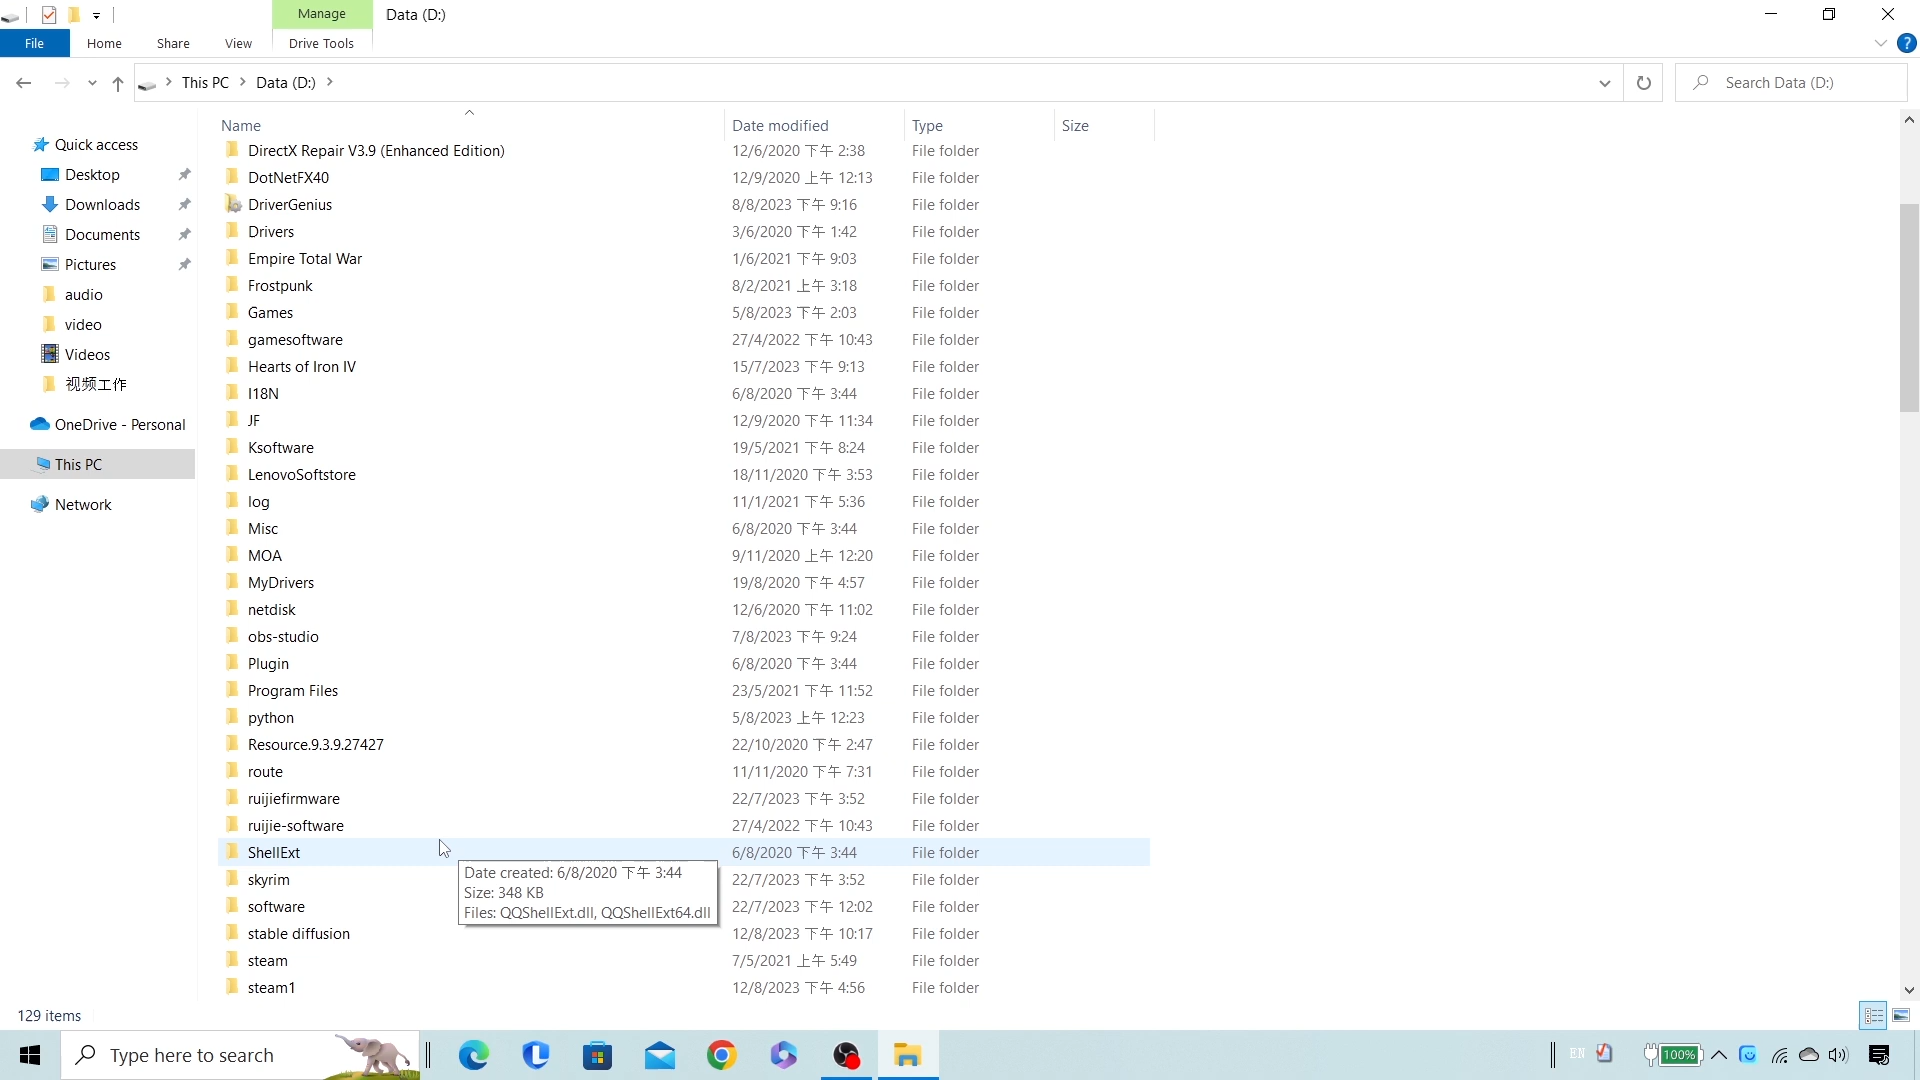 Manage
Data (D:)
File
Home
Share
View
Drive Tools
?
This PC
Data (D:)
Search Data (D:)
Name
Date modified
Type
Size
Quick access
Desktop
Downloads
Documents
Pictures
audio
video
Videos
视频工作
OneDrive - Personal
This PC
Network
DirectX Repair V3.9 (Enhanced Edition) 12/6/2020 下午 2:38 File folder
DotNetFX40 12/9/2020 上午 12:13 File folder
DriverGenius 8/8/2023 下午 9:16 File folder
Drivers 3/6/2020 下午 1:42 File folder
Empire Total War 1/6/2021 下午 9:03 File folder
Frostpunk 8/2/2021 上午 3:18 File folder
Games 5/8/2023 下午 2:03 File folder
gamesoftware 27/4/2022 下午 10:43 File folder
Hearts of Iron IV 15/7/2023 下午 9:13 File folder
I18N 6/8/2020 下午 3:44 File folder
JF 12/9/2020 上午 11:34 File folder
Ksoftware 19/5/2021 下午 8:24 File folder
LenovoSoftstore 18/11/2020 下午 3:53 File folder
log 11/1/2021 下午 5:36 File folder
Misc 6/8/2020 下午 3:44 File folder
MOA 9/11/2020 上午 12:20 File folder
MyDrivers 19/8/2020 下午 4:57 File folder
netdisk 12/6/2020 下午 11:02 File folder
obs-studio 7/8/2023 下午 9:24 File folder
Plugin 6/8/2020 下午 3:44 File folder
Program Files 23/5/2021 下午 11:52 File folder
python 5/8/2023 上午 12:23 File folder
Resource.9.3.9.27427 22/10/2020 下午 2:47 File folder
route 11/11/2020 下午 7:31 File folder
ruijiefirmware 22/7/2023 下午 3:52 File folder
ruijie-software 27/4/2022 下午 10:43 File folder
ShellExt 6/8/2020 下午 3:44 File folder
Date created: 6/8/2020 下午 3:44
Size: 348 KB
Files: QQShellExt.dll, QQShellExt64.dll
skyrim 22/7/2023 下午 3:52 File folder
software 22/7/2023 下午 12:02 File folder
stable diffusion 12/8/2023 下午 10:17 File folder
steam 7/5/2021 上午 5:49 File folder
steam1 12/8/2023 下午 4:56 File folder
129 items
Type here to search
EN
100%